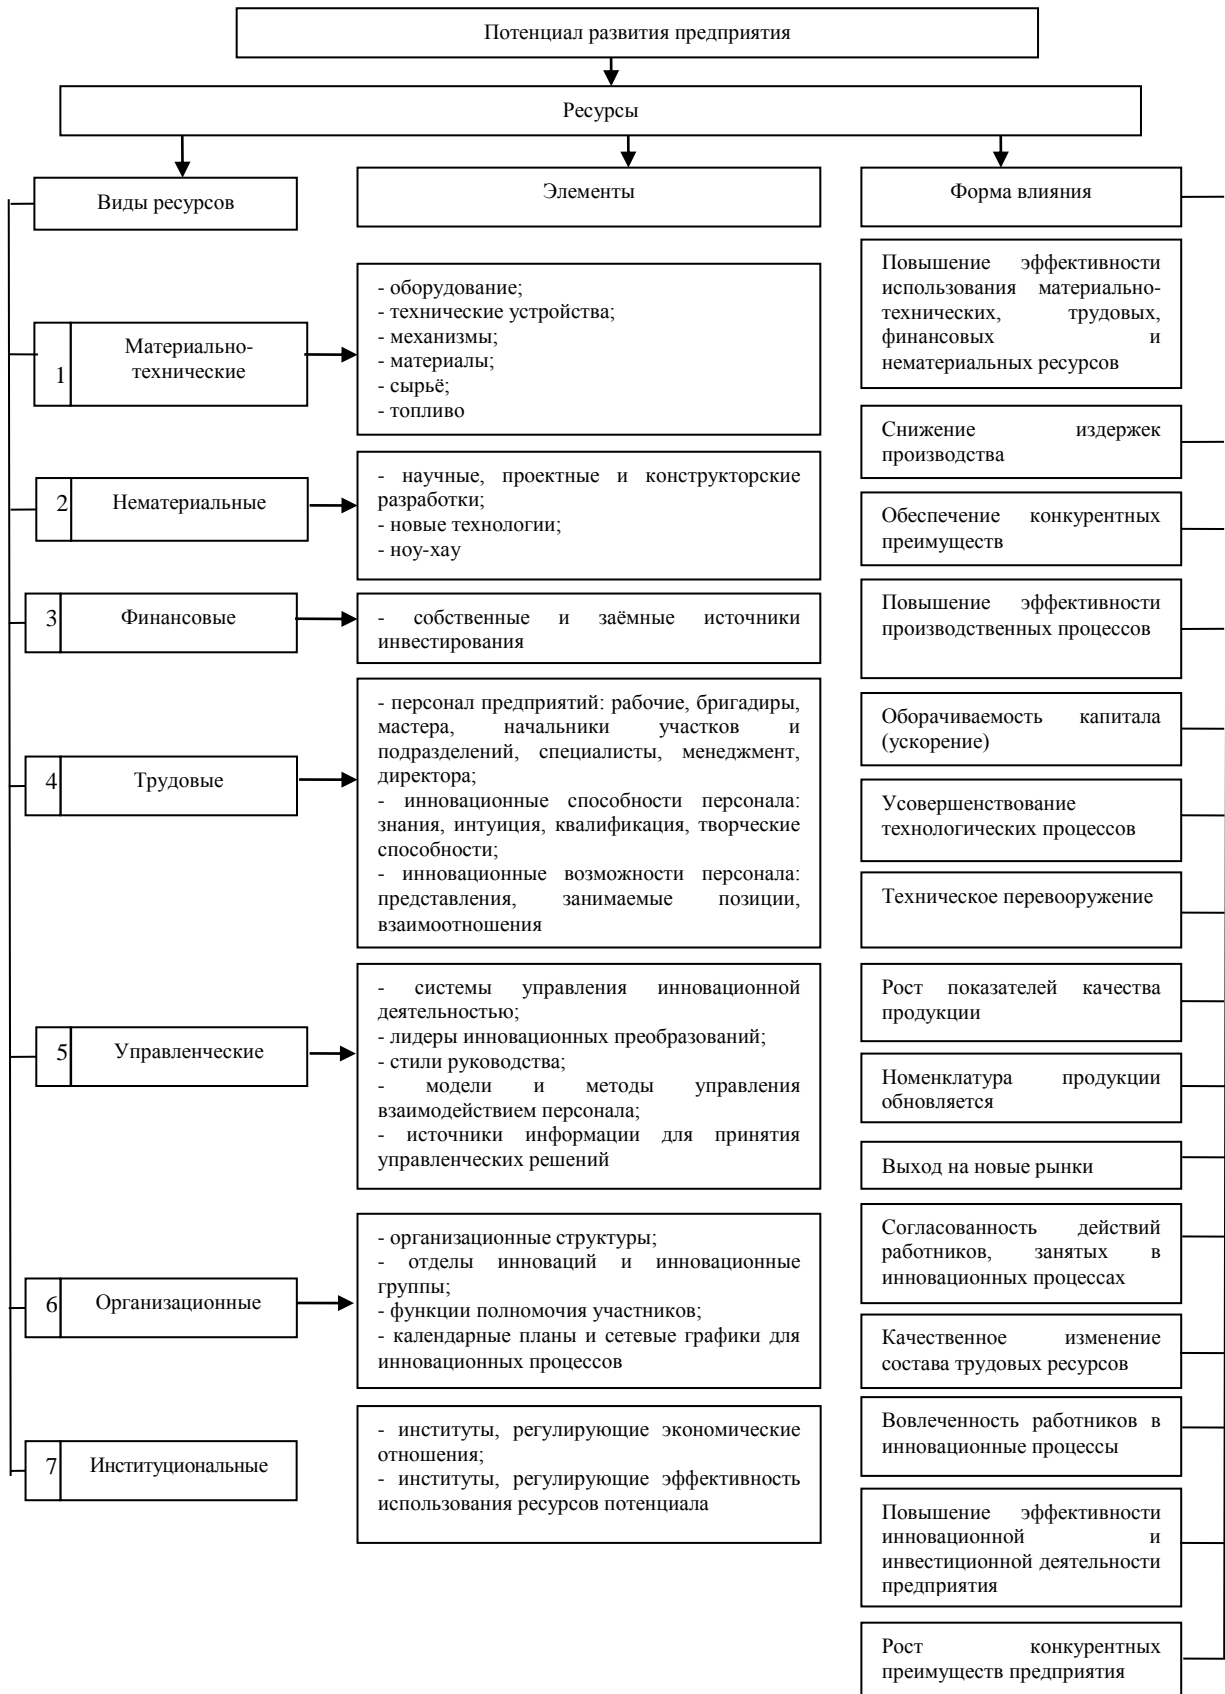 Потенциал развития предприятия
Ресурсы
Виды ресурсов
Элементы
Форма влияния
1
Материально-
технические
- оборудование;
- технические устройства;
- механизмы;
- материалы;
- сырьё;
- топливо
2
Нематериальные
- научные, проектные и конструкторские
разработки;
- новые технологии;
- ноу-хау
3
Финансовые
- собственные и заёмные источники
инвестирования
4
Трудовые
- персонал предприятий: рабочие, бригадиры,
мастера, начальники участков и
подразделений, специалисты, менеджмент,
директора;
- инновационные способности персонала:
знания, интуиция, квалификация, творческие
способности;
- инновационные возможности персонала:
представления, занимаемые позиции,
взаимоотношения
5
Управленческие
- системы управления инновационной
деятельностью;
- лидеры инновационных преобразований;
- стили руководства;
- модели и методы управления
взаимодействием персонала;
- источники информации для принятия
управленческих решений
6
Организационные
- организационные структуры;
- отделы инноваций и инновационные
группы;
- функции полномочия участников;
- календарные планы и сетевые графики для
инновационных процессов
7
Институциональные
- институты, регулирующие экономические
отношения;
- институты, регулирующие эффективность
использования ресурсов потенциала
Повышение эффективности
использования материально-
технических, трудовых,
финансовых и
нематериальных ресурсов
Снижение издержек
производства
Обеспечение конкурентных
преимуществ
Повышение эффективности
производственных процессов
Оборачиваемость капитала
(ускорение)
Усовершенствование
технологических процессов
Техническое перевооружение
Рост показателей качества
продукции
Номенклатура продукции
обновляется
Выход на новые рынки
Согласованность действий
работников, занятых в
инновационных процессах
Качественное изменение
состава трудовых ресурсов
Вовлеченность работников в
инновационные процессы
Повышение эффективности
инновационной и
инвестиционной деятельности
предприятия
Рост конкурентных
преимуществ предприятия